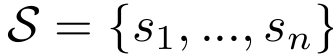 𝒮 = {s₁, ..., sₙ}